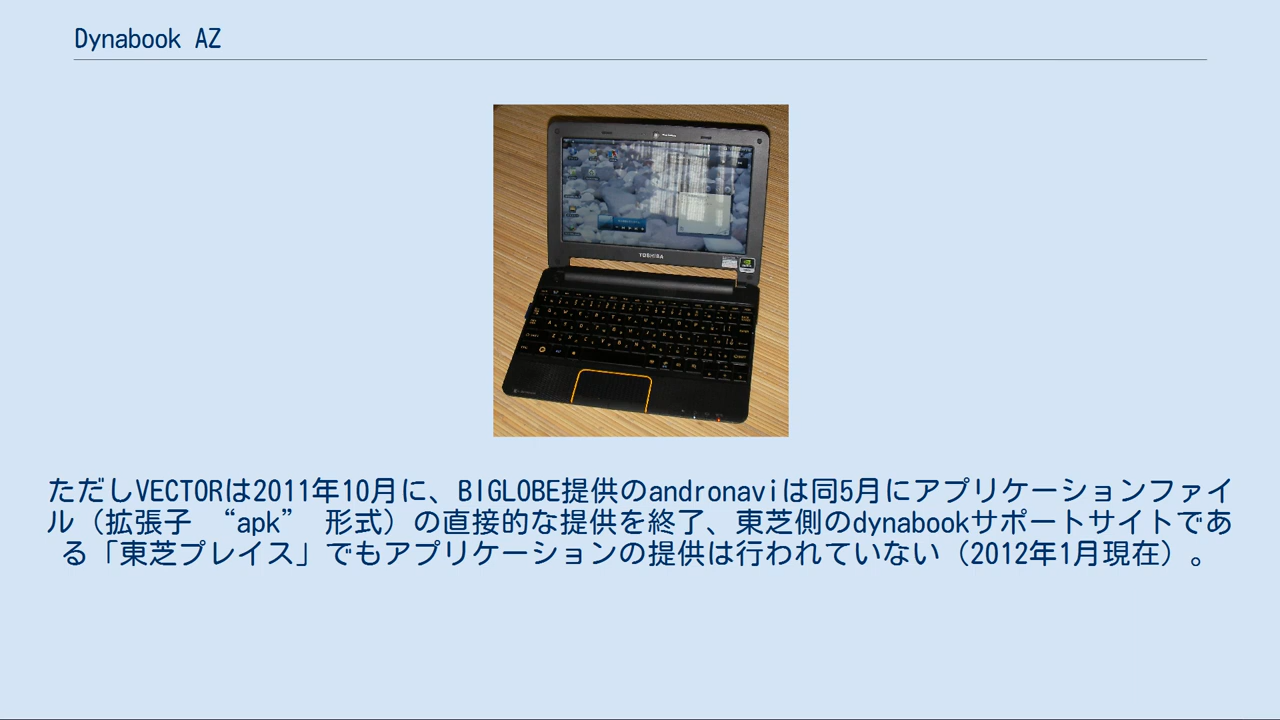 Dynabook AZ
TOSHIBA
ただしVECTORは2011年10月に、BIGLOBE提供のandronaviは同5月にアプリケーションファイ
ル（拡張子　“apk”　形式）の直接的な提供を終了、東芝側のdynabookサポートサイトであ
る「東芝プレイス」でもアプリケーションの提供は行われていない（2012年1月現在）。